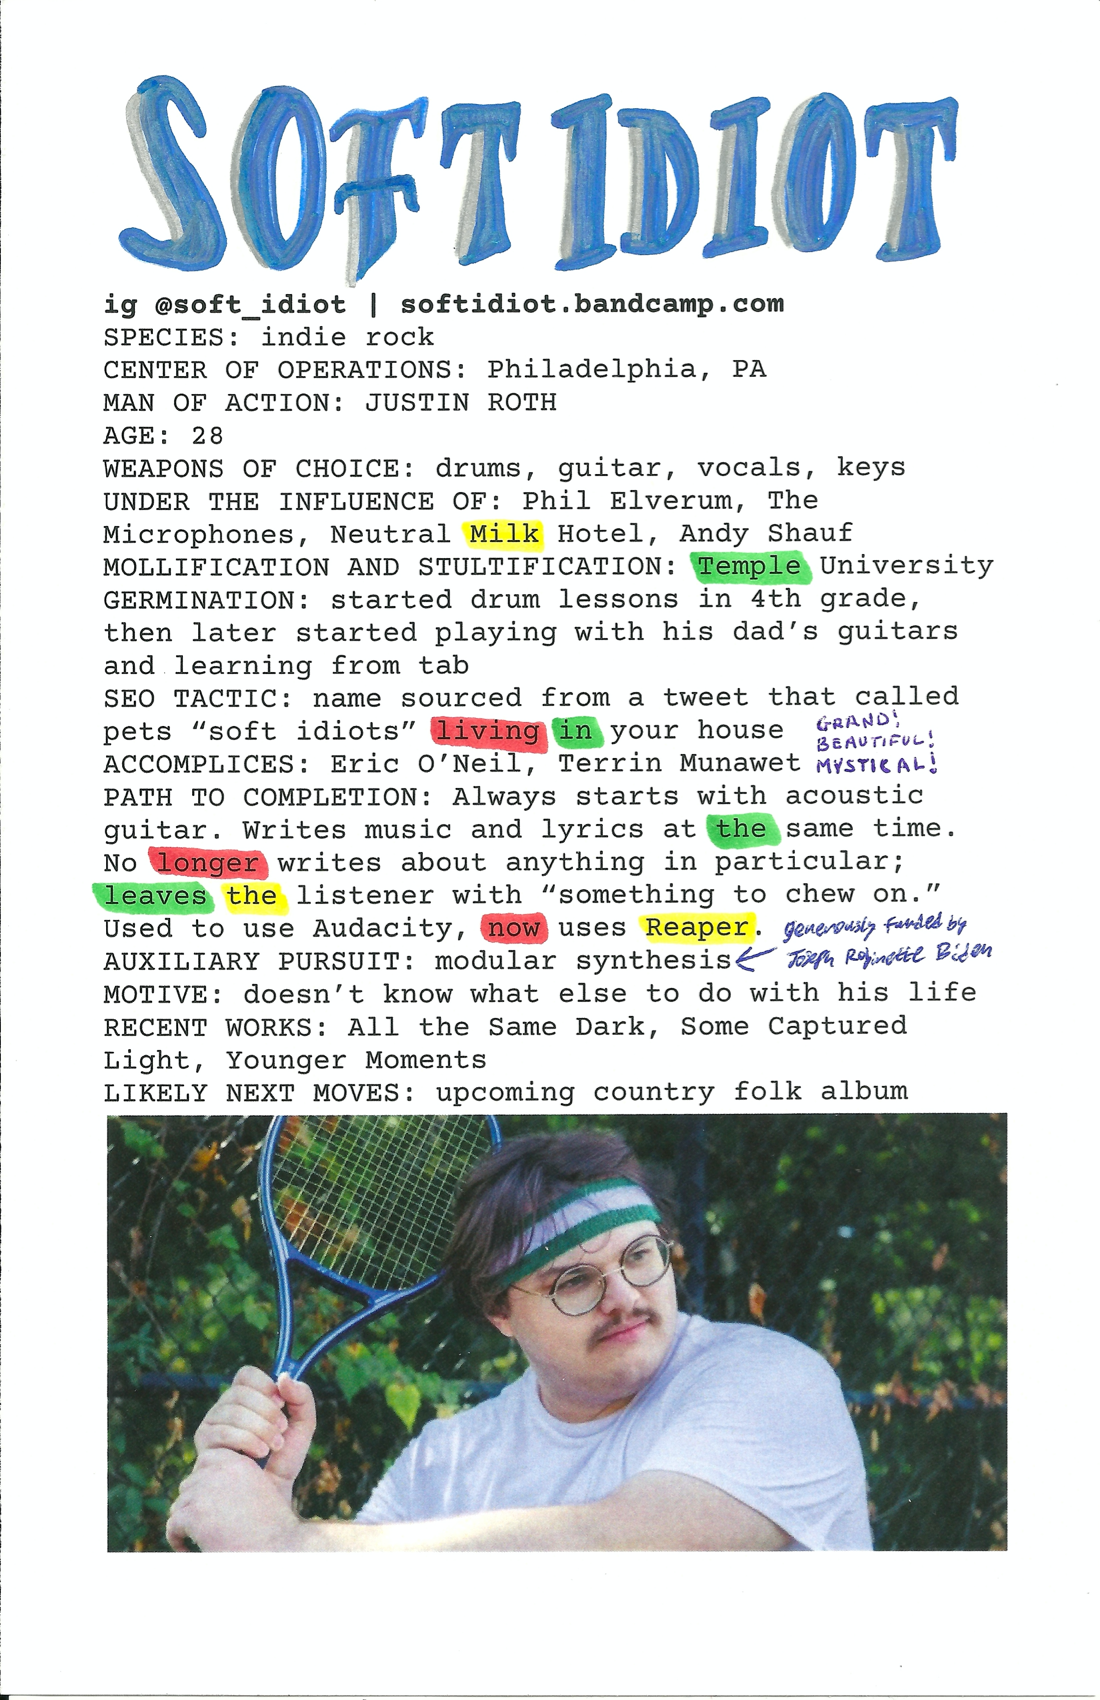 SOFT IDIOT
ig @soft_idiot | softidiot.bandcamp.com
SPECIES: indie rock
CENTER OF OPERATIONS: Philadelphia, PA
MAN OF ACTION: JUSTIN ROTH
AGE: 28
WEAPONS OF CHOICE: drums, guitar, vocals, keys
UNDER THE INFLUENCE OF: Phil Elverum, The
Microphones, Neutral Milk Hotel, Andy Shauf
MOLLIFICATION AND STULTIFICATION: Temple University
GERMINATION: started drum lessons in 4th grade,
then later started playing with his dad’s guitars
and learning from tab
SEO TACTIC: name sourced from a tweet that called
pets “soft idiots” living in your house
GRAND!
BEAUTIFUL!
MYSTICAL!
ACCOMPLICES: Eric O’Neil, Terrin Munawet
PATH TO COMPLETION: Always starts with acoustic
guitar. Writes music and lyrics at the same time.
No longer writes about anything in particular;
leaves the listener with “something to chew on.”
Used to use Audacity, now uses Reaper.
generously funded by
Joseph Robinette Biden
AUXILIARY PURSUIT: modular synthesis
MOTIVE: doesn’t know what else to do with his life
RECENT WORKS: All the Same Dark, Some Captured
Light, Younger Moments
LIKELY NEXT MOVES: upcoming country folk album